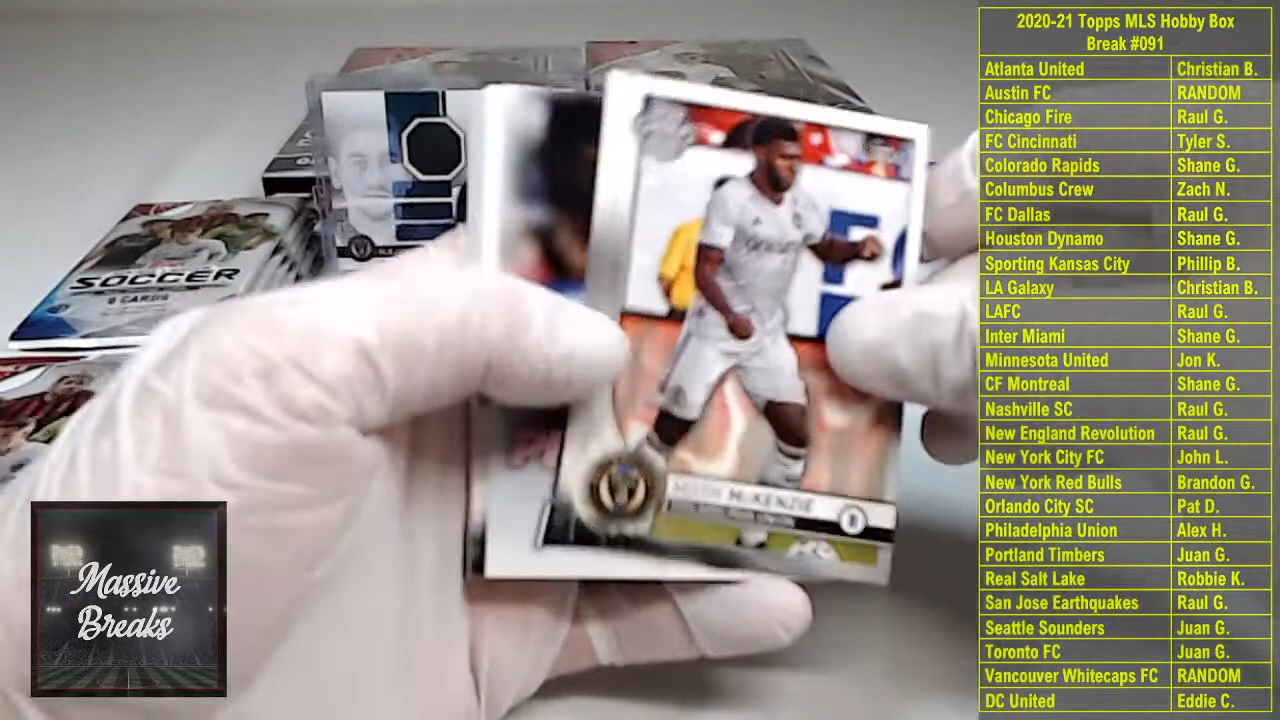 2020-21 Topps MLS Hobby Box
Break #091
Atlanta United Christian B.
Austin FC RANDOM
Chicago Fire Raul G.
FC Cincinnati Tyler S.
Colorado Rapids Shane G.
Columbus Crew Zach N.
FC Dallas Raul G.
Houston Dynamo Shane G.
Sporting Kansas City Phillip B.
LA Galaxy Christian B.
LAFC Raul G.
Inter Miami Shane G.
Minnesota United Jon K.
CF Montreal Shane G.
Nashville SC Raul G.
New England Revolution Raul G.
New York City FC John L.
New York Red Bulls Brandon G.
Orlando City SC Pat D.
Philadelphia Union Alex H.
Portland Timbers Juan G.
Real Salt Lake Robbie K.
San Jose Earthquakes Raul G.
Seattle Sounders Juan G.
Toronto FC Juan G.
Vancouver Whitecaps FC RANDOM
DC United Eddie C.
SOCCER
8 CARDS
McKENZIE
Massive
Breaks